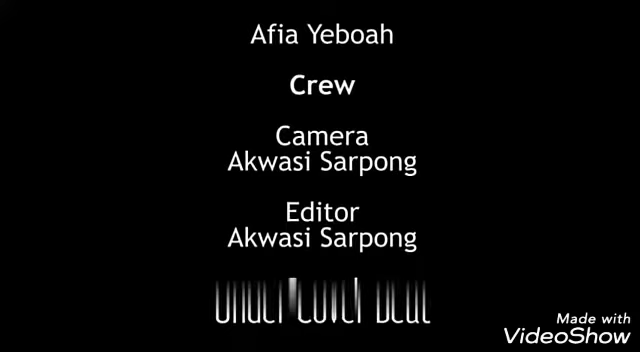 Afia Yeboah
Crew
Camera
Akwasi Sarpong
Editor
Akwasi Sarpong
Made with
VideoShow